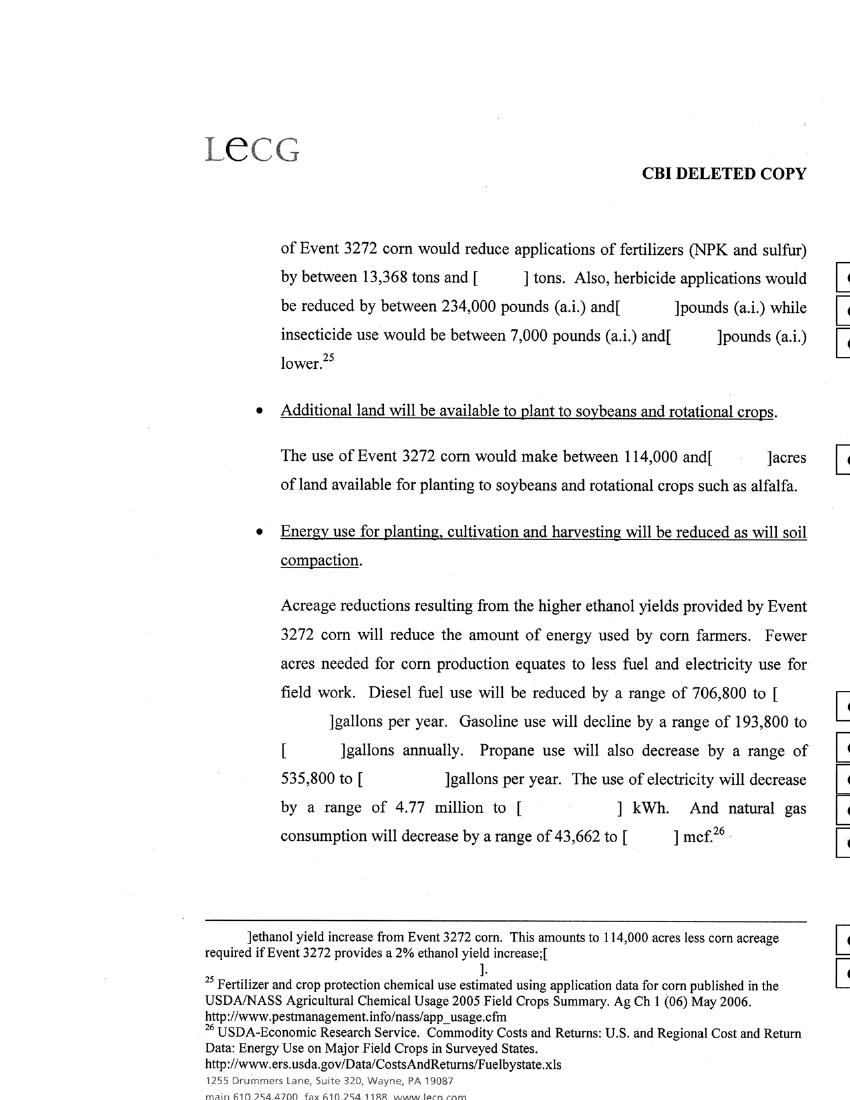 LECG
CBI DELETED COPY
of Event 3272 corn would reduce applications of fertilizers (NPK and sulfur)
by between 13,368 tons and [ ] tons. Also, herbicide applications would
be reduced by between 234,000 pounds (a.i.) and[ ]pounds (a.i.) while
insecticide use would be between 7,000 pounds (a.i.) and[ ]pounds (a.i.)
lower.25
• Additional land will be available to plant to soybeans and rotational crops.
The use of Event 3272 corn would make between 114,000 and[ ]acres
of land available for planting to soybeans and rotational crops such as alfalfa.
• Energy use for planting, cultivation and harvesting will be reduced as will soil
compaction.
Acreage reductions resulting from the higher ethanol yields provided by Event
3272 corn will reduce the amount of energy used by corn farmers. Fewer
acres needed for corn production equates to less fuel and electricity use for
field work. Diesel fuel use will be reduced by a range of 706,800 to [
]gallons per year. Gasoline use will decline by a range of 193,800 to
[ ]gallons annually. Propane use will also decrease by a range of
535,800 to [ ]gallons per year. The use of electricity will decrease
by a range of 4.77 million to [ ] kWh. And natural gas
consumption will decrease by a range of 43,662 to [ ] mcf.26
]ethanol yield increase from Event 3272 corn. This amounts to 114,000 acres less corn acreage
required if Event 3272 provides a 2% ethanol yield increase;[
].
25 Fertilizer and crop protection chemical use estimated using application data for corn published in the
USDA/NASS Agricultural Chemical Usage 2005 Field Crops Summary. Ag Ch 1 (06) May 2006.
http://www.pestmanagement.info/nass/app_usage.cfm
26 USDA-Economic Research Service. Commodity Costs and Returns: U.S. and Regional Cost and Return
Data: Energy Use on Major Field Crops in Surveyed States.
http://www.ers.usda.gov/Data/CostsAndReturns/Fuelbystate.xls
1255 Drummers Lane, Suite 320, Wayne, PA 19087
main 610.254.4700 fax 610.254.1188 www.lecg.com